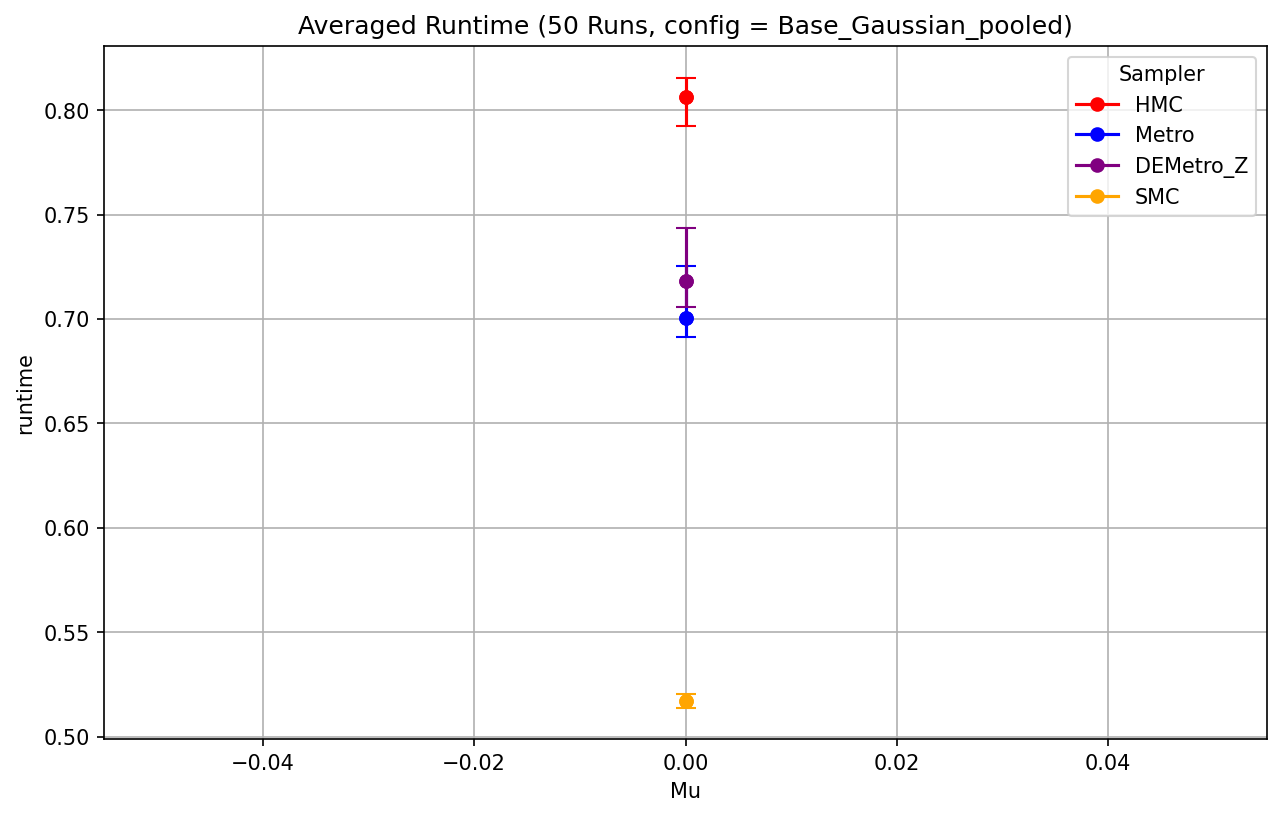 Averaged Runtime (50 Runs, config = Base_Gaussian_pooled)
Sampler
HMC
Metro
DEMetro_Z
SMC
0.80
0.75
0.70
0.65
0.60
0.55
0.50
runtime
−0.04
−0.02
0.00
0.02
0.04
Mu